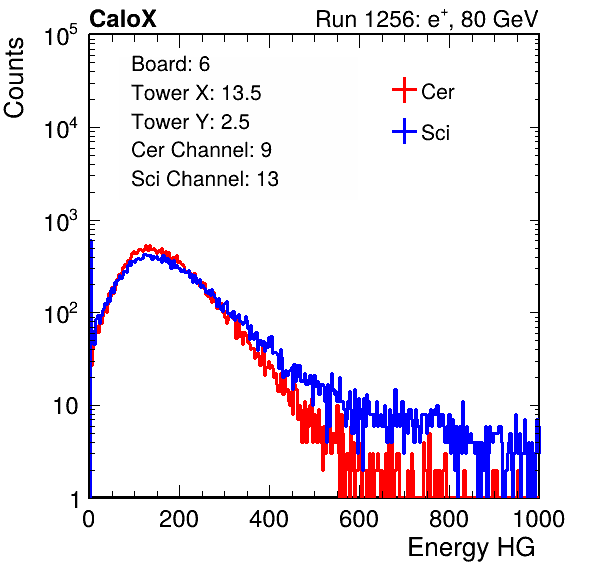 CaloX Run 1256: e⁺, 80 GeV
Board: 6
Tower X: 13.5
Tower Y: 2.5
Cer Channel: 9
Sci Channel: 13
Cer
Sci
Counts
10⁵
10⁴
10³
10²
10
1
0 200 400 600 800 1000
Energy HG